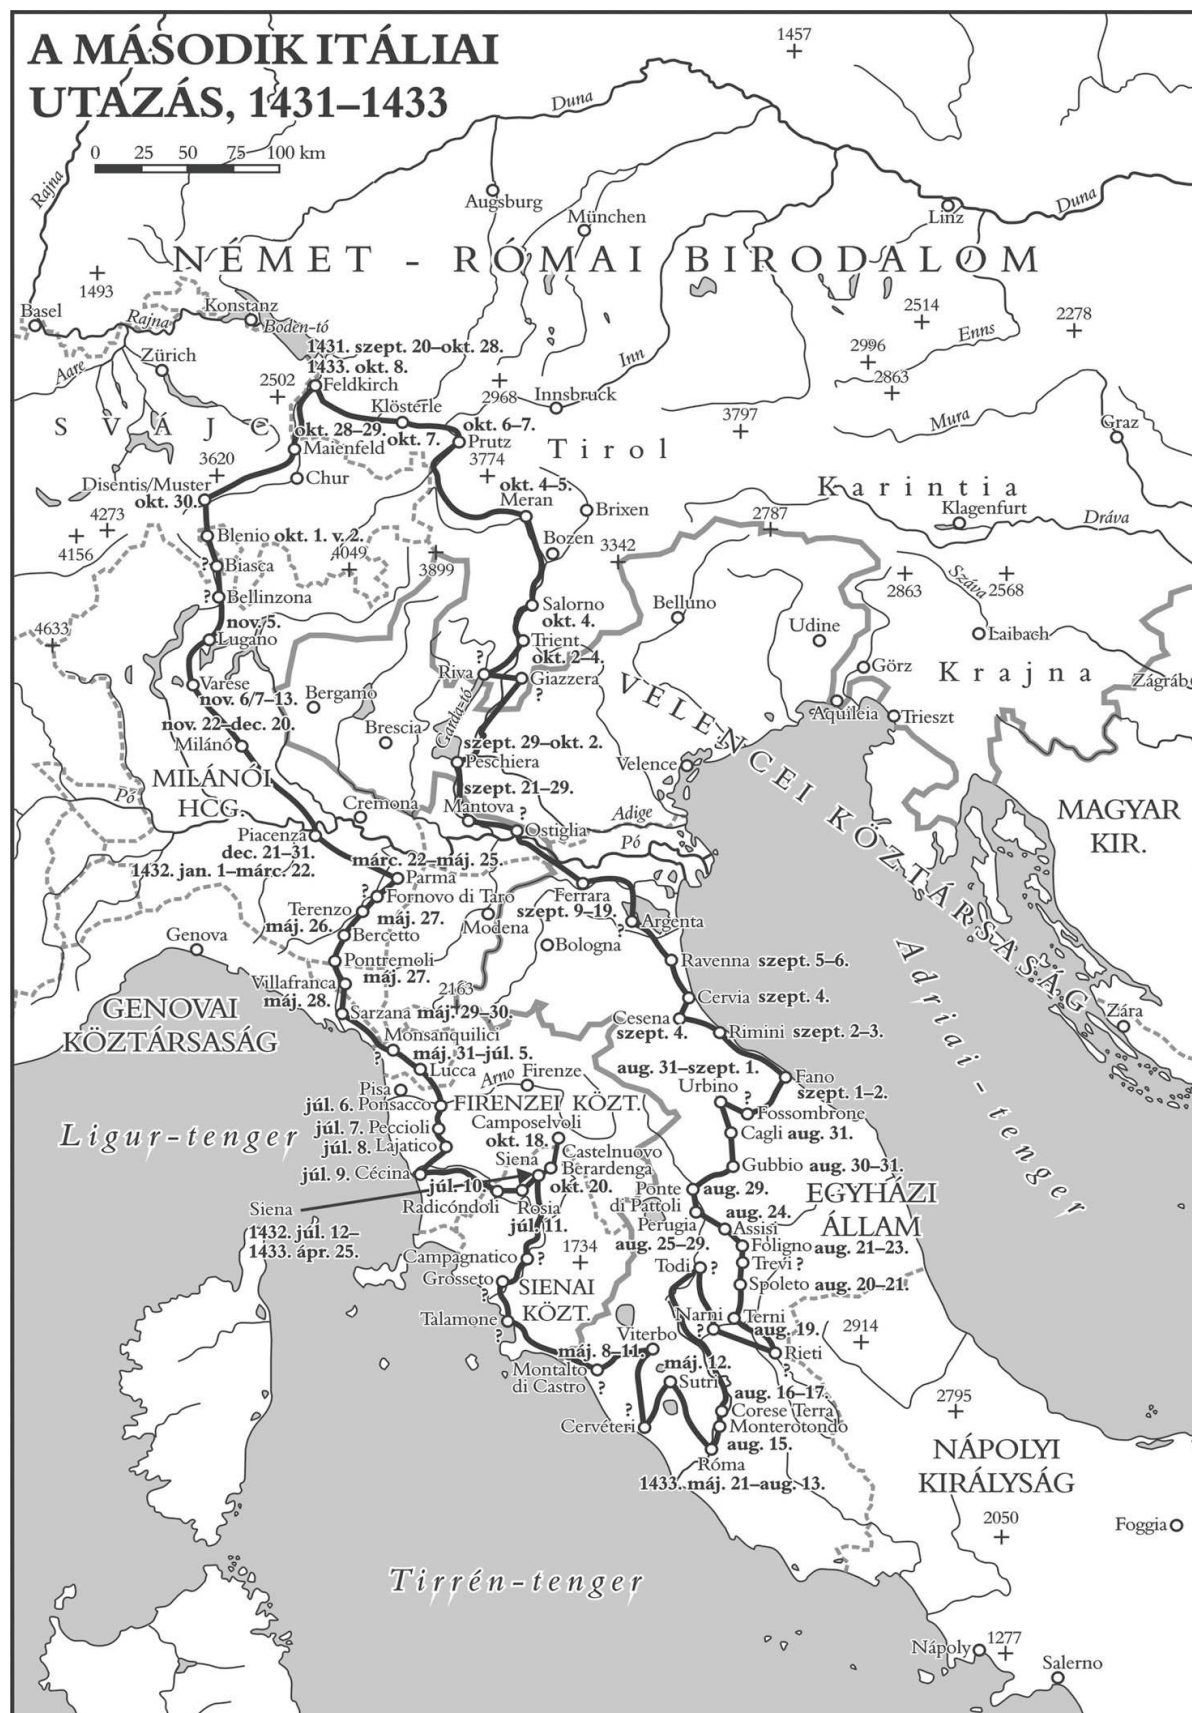 A MÁSODIK ITÁLIAI
UTAZÁS, 1431–1433
0 25 50 75 100 km
1457
Duna
Rajna
Augsburg
München
Linz
Duna
NÉMET - RÓMAI BIRODALOM
1493
Basel
Rajna
Konstanz
Boden-tó
Zürich
Aare
2514
2278
Enns
2996
2863
1431. szept. 20–okt. 28.
1433. okt. 8.
Feldkirch
2502
2968
Inn
Innsbruck
Klösterle
okt. 7.
okt. 6–7.
Prutz
3774
3797
Mura
Graz
SVÁJC
okt. 28–29.
Maienfeld
Tirol
3620
Chur
Disentis/Muster
okt. 30.
okt. 4–5.
Meran
Brixen
Karintia
Klagenfurt
Dráva
2787
4273
4156
Blenio okt. 1. v. 2.
4049
3899
Bozen
3342
? Biasca
? Bellinzona
2863
Száva
2568
Salorno
okt. 4.
Belluno
Udine
Laibach
4633
nov. 5.
Lugano
Trient
okt. 2–4.
?
Riva
Giazzera
?
Görz
Krajna
Zágráb
Varese
nov. 6/7–13.
Bergamo
Garda-tó
Aquileia
Trieszt
nov. 22–dec. 20.
Milánó
Brescia
szept. 29–okt. 2.
Peschiera
Velence
VELENCEI KÖZTÁRSASÁG
MILÁNÓI
HCG.
Pó
szept. 21–29.
Mantova
?
Ostiglia
Adige
Pó
MAGYAR
KIR.
Cremona
Piacenza
dec. 21–31.
1432. jan. 1–márc. 22.
márc. 22–máj. 25.
Parma
? Fornovo di Taro
máj. 27.
Terenzo
máj. 26.
Modena
Ferrara
szept. 9–19.
?
Argenta
Genova
Bercetto
Bologna
Pontremoli
máj. 27.
Ravenna szept. 5–6.
Villafranca
máj. 28.
2163
Adriai-tenger
GENOVAI
KÖZTÁRSASÁG
Sarzana máj. 29–30.
Cervia szept. 4.
Cesena
szept. 4.
Rimini szept. 2–3.
Zára
Monsanquilici
?
máj. 31–júl. 5.
Lucca
Arno
Firenze
aug. 31–szept. 1.
Urbino
Fano
szept. 1–2.
?
Fossombrone
Pisa
júl. 6. Ponsacco
FIRENZEI KÖZT.
Ligur-tenger
júl. 7. Peccioli
Camposelvoli
okt. 18.
Cagli aug. 31.
júl. 8. Lajatico
Siena
Castelnuovo
Berardenga
okt. 20.
Gubbio aug. 30–31.
júl. 9. Cécina
júl. 10.
Radicóndoli
Rosia
júl. 11.
Ponte
di Pattoli
aug. 29.
EGYHÁZI
ÁLLAM
Siena
1432. júl. 12–
1433. ápr. 25.
Perugia
aug. 25–29.
aug. 24.
Assisi
Foligno aug. 21–23.
Campagnatico ?
1734
Todi ?
Trevi ?
Grosseto
?
SIENAI
KÖZT.
Spoleto aug. 20–21.
Talamone
?
Narni
?
Terni
aug. 19.
2914
Viterbo
máj. 8–11.
Rieti
?
Montalto
di Castro
?
máj. 12.
Sutri
2795
aug. 16–17.
Corese Terra
?
Cervéteri
Monterotondo
aug. 15.
Róma
1433. máj. 21–aug. 13.
NÁPOLYI
KIRÁLYSÁG
2050
Foggia
Tirrén-tenger
Nápoly
1277
Salerno